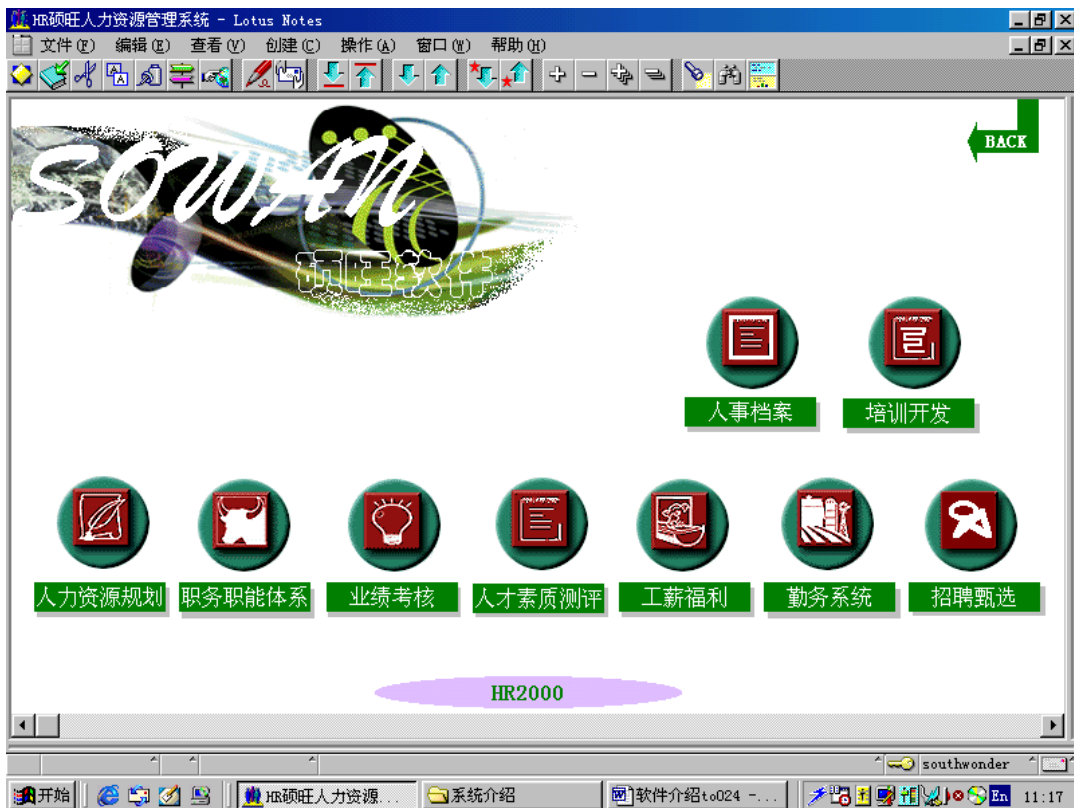 HR硕旺人力资源管理系统 - Lotus Notes
文件(F) 编辑(E) 查看(V) 创建(C) 操作(A) 窗口(W) 帮助(H)
BACK
SOWAN
硕旺软件
人事档案 培训开发
人力资源规划 职务职能体系 业绩考核 人才素质测评 工薪福利 勤务系统 招聘甄选
HR2000
southwonder
开始 HR硕旺人力资源... 系统介绍 软件介绍to024 -... En 11:17